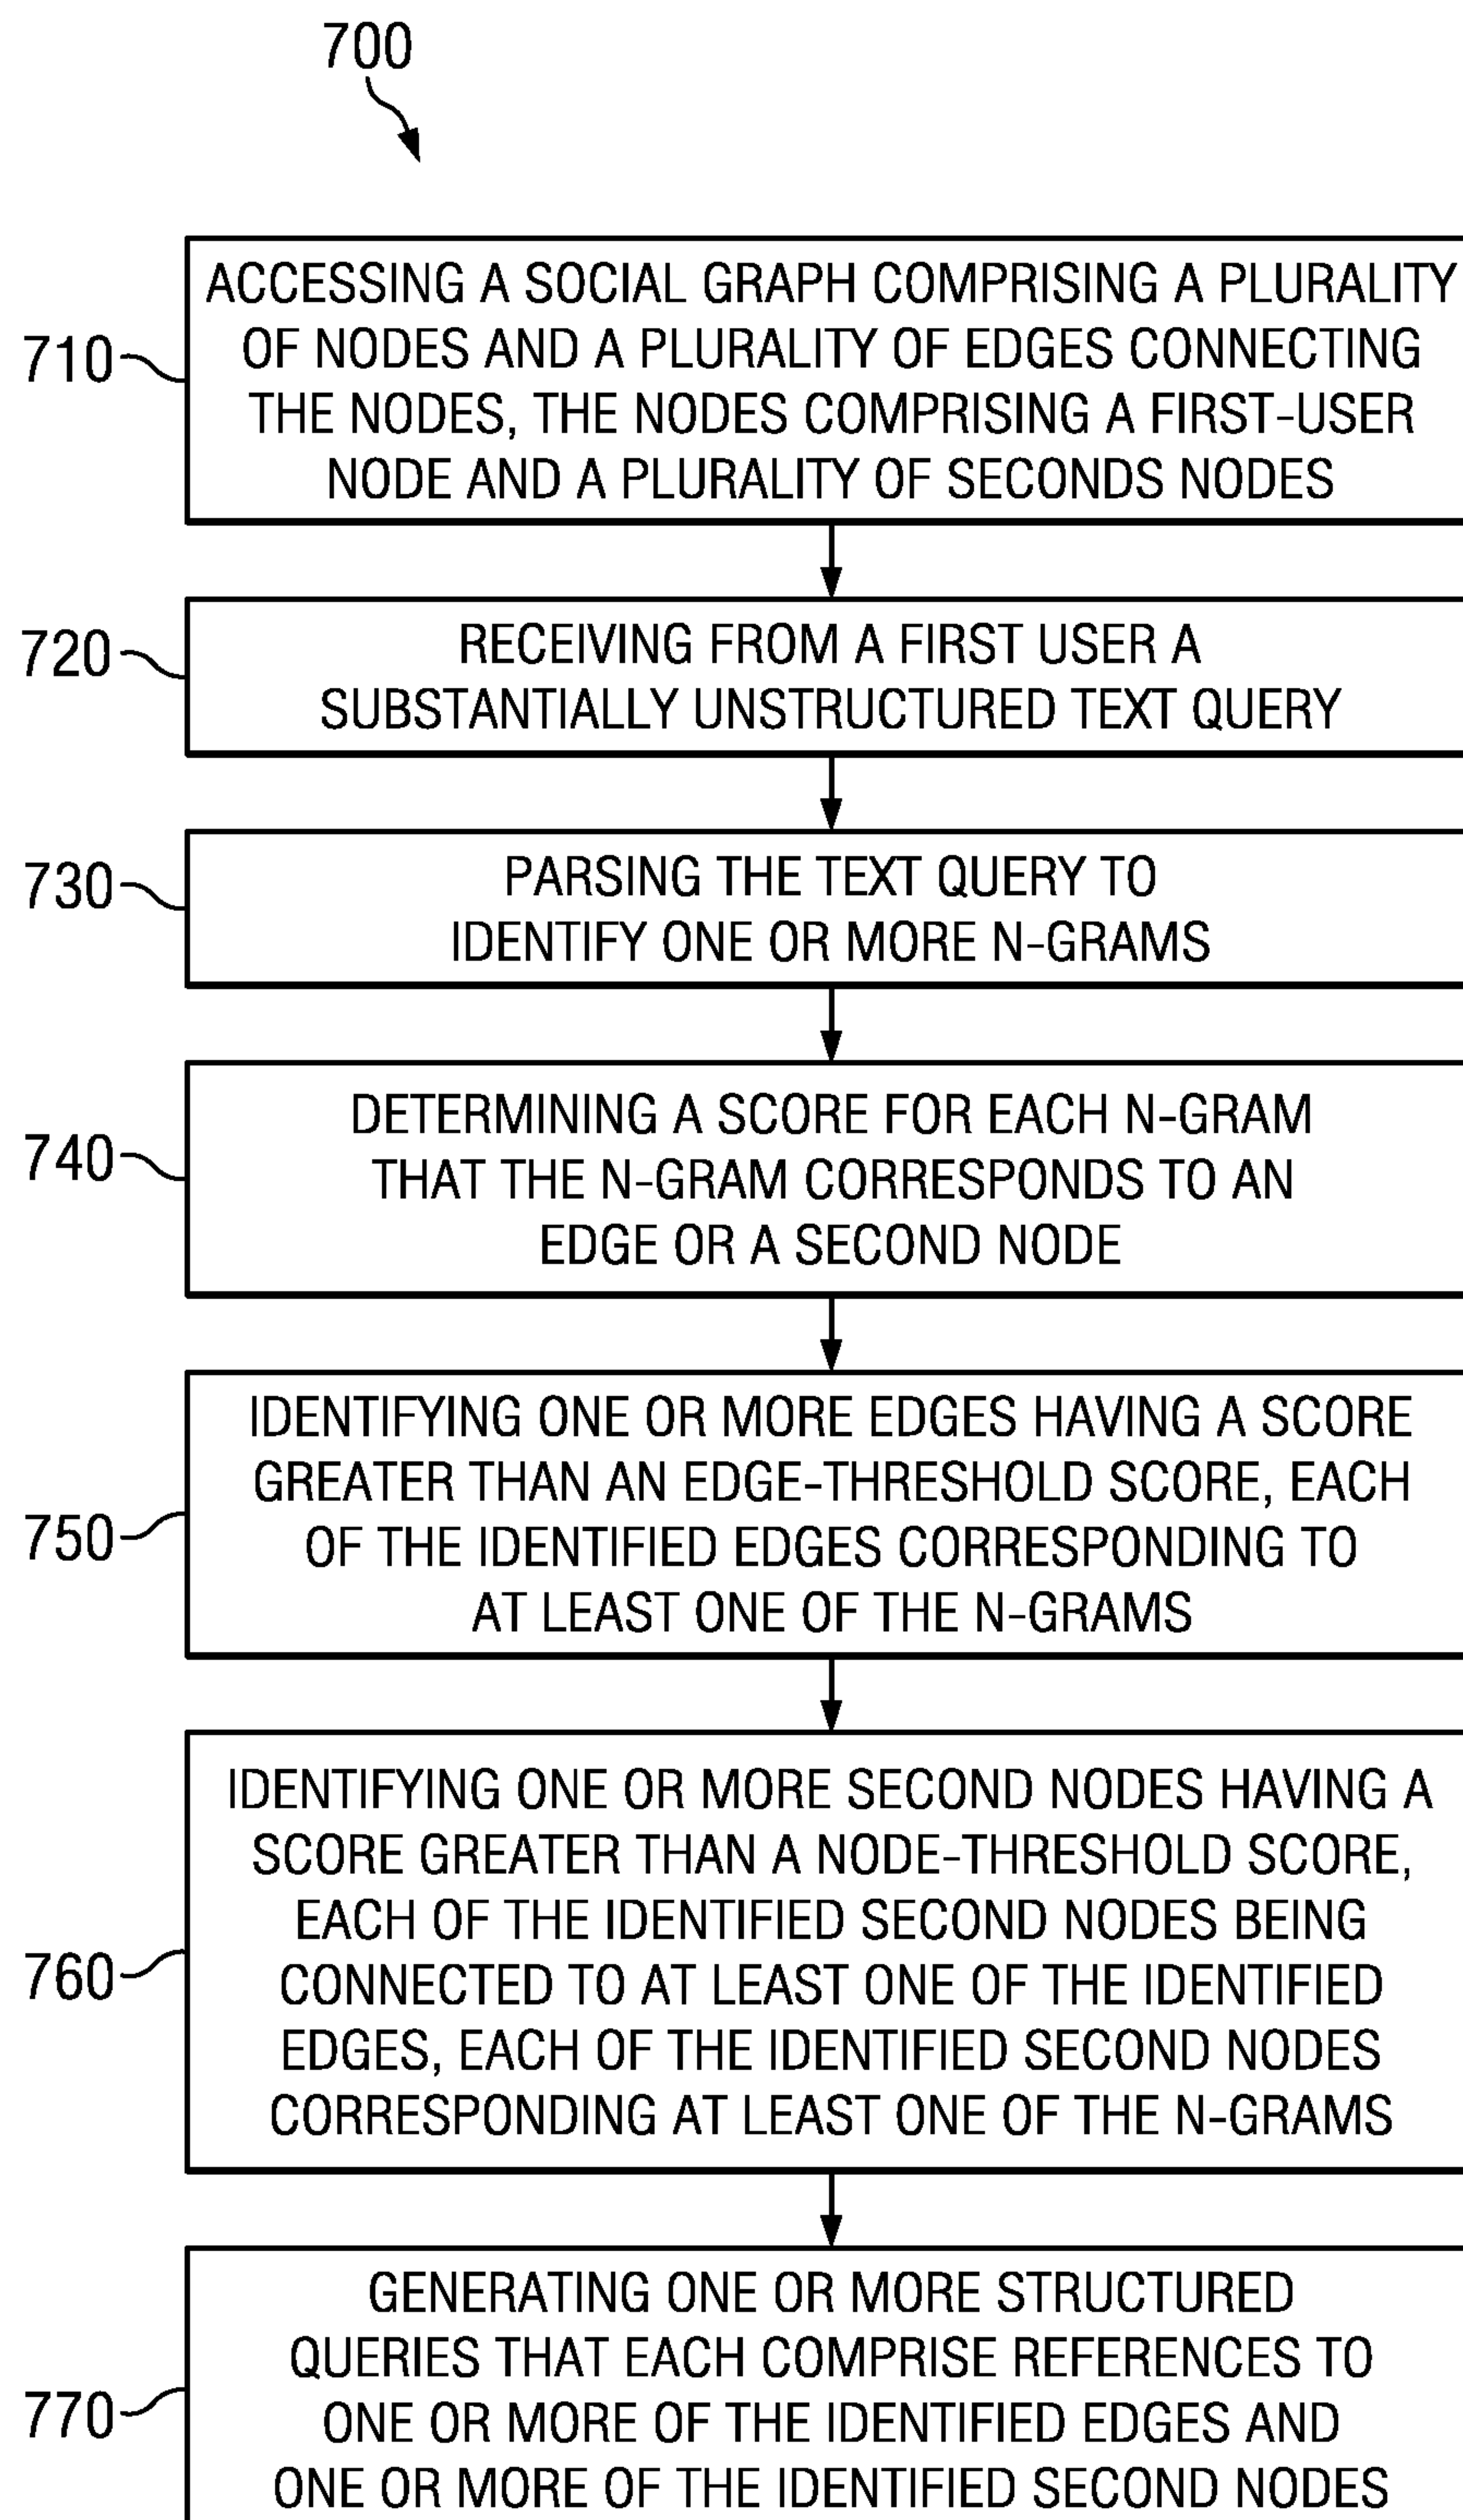 700
710
ACCESSING A SOCIAL GRAPH COMPRISING A PLURALITY
OF NODES AND A PLURALITY OF EDGES CONNECTING
THE NODES, THE NODES COMPRISING A FIRST-USER
NODE AND A PLURALITY OF SECONDS NODES
720
RECEIVING FROM A FIRST USER A
SUBSTANTIALLY UNSTRUCTURED TEXT QUERY
730
PARSING THE TEXT QUERY TO
IDENTIFY ONE OR MORE N-GRAMS
740
DETERMINING A SCORE FOR EACH N-GRAM
THAT THE N-GRAM CORRESPONDS TO AN
EDGE OR A SECOND NODE
750
IDENTIFYING ONE OR MORE EDGES HAVING A SCORE
GREATER THAN AN EDGE-THRESHOLD SCORE, EACH
OF THE IDENTIFIED EDGES CORRESPONDING TO
AT LEAST ONE OF THE N-GRAMS
760
IDENTIFYING ONE OR MORE SECOND NODES HAVING A
SCORE GREATER THAN A NODE-THRESHOLD SCORE,
EACH OF THE IDENTIFIED SECOND NODES BEING
CONNECTED TO AT LEAST ONE OF THE IDENTIFIED
EDGES, EACH OF THE IDENTIFIED SECOND NODES
CORRESPONDING AT LEAST ONE OF THE N-GRAMS
770
GENERATING ONE OR MORE STRUCTURED
QUERIES THAT EACH COMPRISE REFERENCES TO
ONE OR MORE OF THE IDENTIFIED EDGES AND
ONE OR MORE OF THE IDENTIFIED SECOND NODES